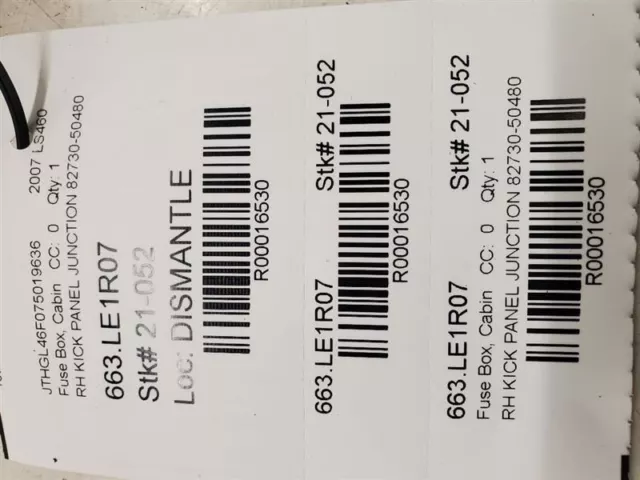 JTHGL46F075019636 2007 LS460
Fuse Box, Cabin CC: 0 Qty: 1
RH KICK PANEL JUNCTION 82730-50480
663.LE1R07
Stk# 21-052
Loc: DISMANTLE
R00016530
663.LE1R07 Stk# 21-052
R00016530
663.LE1R07 Stk# 21-052
Fuse Box, Cabin CC: 0 Qty: 1
RH KICK PANEL JUNCTION 82730-50480
R00016530